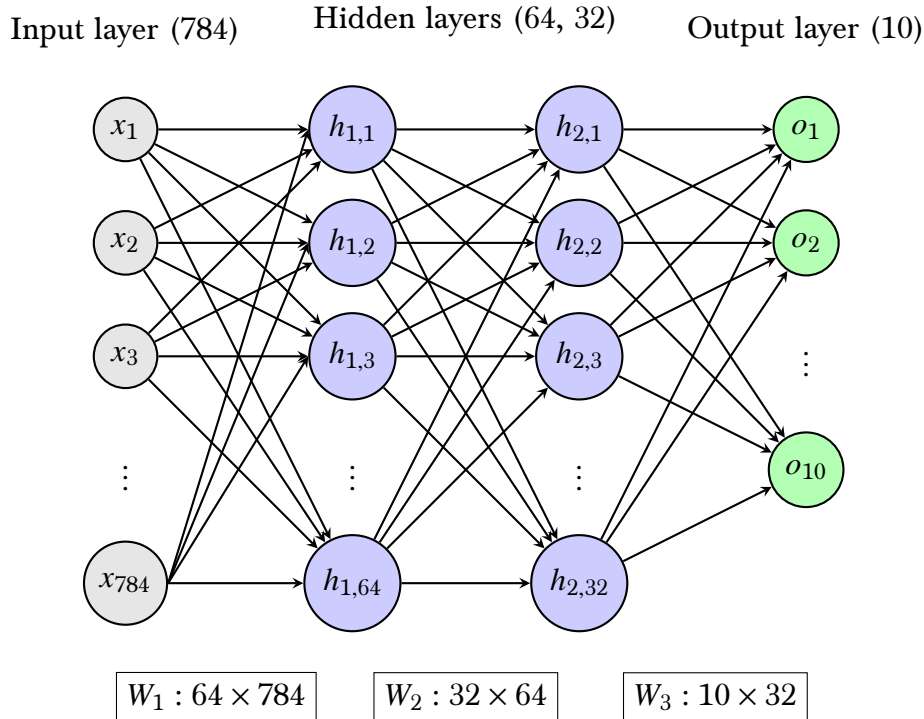 Input layer (784) Hidden layers (64, 32) Output layer (10)
x₁ h₁,₁ h₂,₁ o₁
x₂ h₁,₂ h₂,₂ o₂
x₃ h₁,₃ h₂,₃ ⋮
⋮ ⋮ ⋮ o₁₀
x₇₈₄ h₁,₆₄ h₂,₃₂
W₁ : 64 × 784 W₂ : 32 × 64 W₃ : 10 × 32